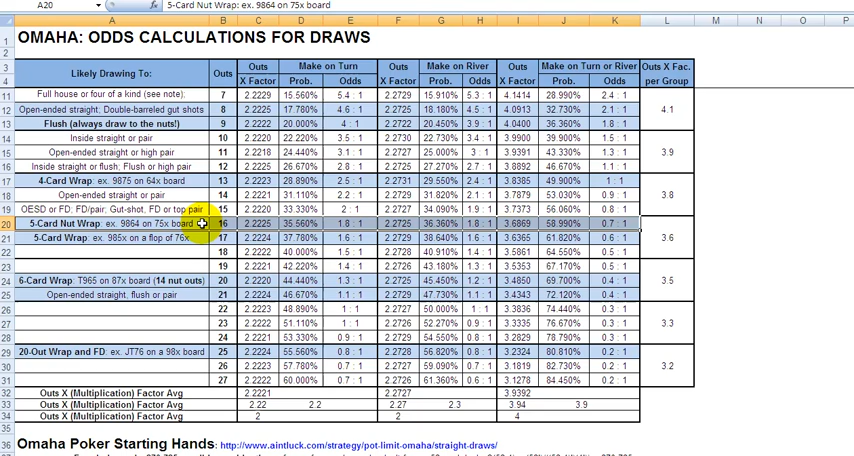 A20 fx 5-Card Nut Wrap: ex. 9864 on 75x board
A B C D E F G H I J K L M N O P
1 OMAHA: ODDS CALCULATIONS FOR DRAWS
2
3 Likely Drawing To: Outs Outs Make on Turn Outs Make on River Outs Make on Turn or River Outs X Fac.
4 X Factor Prob. Odds X Factor Prob. Odds X Factor Prob. Odds per Group
11 Full house or four of a kind (see note): 7 2.2229 15.560% 5.4 : 1 2.2729 15.910% 5.3 : 1 4.1414 28.990% 2.4 : 1
12 Open-ended straight; Double-barreled gut shots 8 2.2225 17.780% 4.6 : 1 2.2725 18.180% 4.5 : 1 4.0913 32.730% 2.1 : 1 4.1
13 Flush (always draw to the nuts!) 9 2.2222 20.000% 4 : 1 2.2722 20.450% 3.9 : 1 4.0400 36.360% 1.8 : 1
14 Inside straight or pair 10 2.2220 22.220% 3.5 : 1 2.2730 22.730% 3.4 : 1 3.9900 39.900% 1.5 : 1
15 Open-ended straight or high pair 11 2.2218 24.440% 3.1 : 1 2.2727 25.000% 3 : 1 3.9391 43.330% 1.3 : 1 3.9
16 Inside straight or flush; Flush or high pair 12 2.2225 26.670% 2.8 : 1 2.2725 27.270% 2.7 : 1 3.8892 46.670% 1.1 : 1
17 4-Card Wrap: ex. 9875 on 64x board 13 2.2223 28.890% 2.5 : 1 2.2731 29.550% 2.4 : 1 3.8385 49.900% 1 : 1
18 Open-ended straight or pair 14 2.2221 31.110% 2.2 : 1 2.2729 31.820% 2.1 : 1 3.7879 53.030% 0.9 : 1 3.8
19 OESD or FD; FD/pair, Gut-shot, FD or top pair 15 2.2220 33.330% 2 : 1 2.2727 34.090% 1.9 : 1 3.7373 56.060% 0.8 : 1
20 5-Card Nut Wrap: ex. 9864 on 75x board 16 2.2225 35.560% 1.8 : 1 2.2725 36.360% 1.8 : 1 3.6869 58.990% 0.7 : 1
21 5-Card Wrap: ex. 985x on a flop of 76x 17 2.2224 37.780% 1.6 : 1 2.2729 38.640% 1.6 : 1 3.6365 61.820% 0.6 : 1 3.6
22 18 2.2222 40.000% 1.5 : 1 2.2728 40.910% 1.4 : 1 3.5861 64.550% 0.5 : 1
23 19 2.2221 42.220% 1.4 : 1 2.2726 43.180% 1.3 : 1 3.5353 67.170% 0.5 : 1
24 6-Card Wrap: T965 on 87x board (14 nut outs) 20 2.2220 44.440% 1.3 : 1 2.2725 45.450% 1.2 : 1 3.4850 69.700% 0.4 : 1 3.5
25 Open-ended straight, flush or pair 21 2.2224 46.670% 1.1 : 1 2.2729 47.730% 1.1 : 1 3.4343 72.120% 0.4 : 1
26 22 2.2223 48.890% 1 : 1 2.2727 50.000% 1 : 1 3.3836 74.440% 0.3 : 1
27 23 2.2222 51.110% 1 : 1 2.2726 52.270% 0.9 : 1 3.3335 76.670% 0.3 : 1 3.3
28 24 2.2221 53.330% 0.9 : 1 2.2729 54.550% 0.8 : 1 3.2829 78.790% 0.3 : 1
29 20-Out Wrap and FD: ex. JT76 on a 98x board 25 2.2224 55.560% 0.8 : 1 2.2728 56.820% 0.8 : 1 3.2324 80.810% 0.2 : 1
30 26 2.2223 57.780% 0.7 : 1 2.2727 59.090% 0.7 : 1 3.1819 82.730% 0.2 : 1 3.2
31 27 2.2222 60.000% 0.7 : 1 2.2726 61.360% 0.6 : 1 3.1278 84.450% 0.2 : 1
32 Outs X (Multiplication) Factor Avg 2.2221 2.2727 3.9392
33 Outs X (Multiplication) Factor Avg 2.22 2.2 2.27 2.3 3.94 3.9
34 Outs X (Multiplication) Factor Avg 2 2 4
35
36 Omaha Poker Starting Hands: http://www.aintluck.com/strategy/pot-limit-omaha/straight-draws/